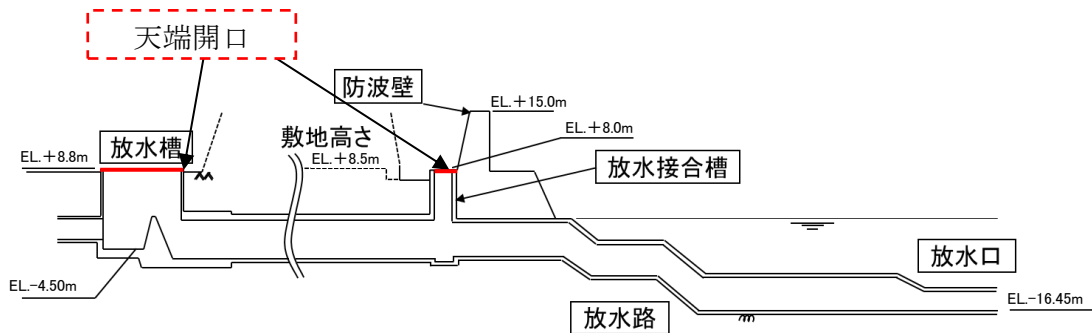 天端開口
防波壁
EL.+15.0m
放水槽
敷地高さ
EL.+8.0m
EL.+8.8m
EL.+8.5m
放水接合槽
放水口
EL.-4.50m
EL.-16.45m
放水路